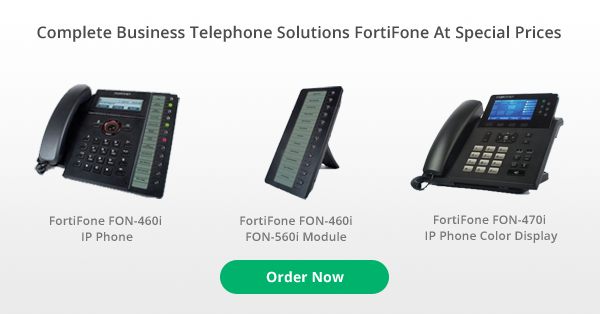 Complete Business Telephone Solutions FortiFone At Special Prices
FortiFone FON-460i
IP Phone
FortiFone FON-460i
FON-560i Module
FortiFone FON-470i
IP Phone Color Display
Order Now